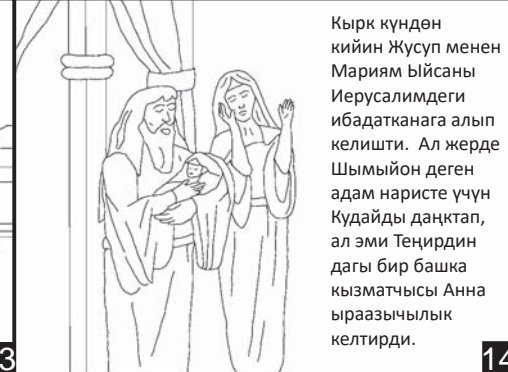 Кырк күндөн
кийин Жусуп менен
Мариям Ыйсаны
Иерусалимдеги
ибадатканага алып
келишти. Ал жерде
Шымыйон деген
адам наристе үчүн
Кудайды даңктап,
ал эми Теңирдин
дагы бир башка
кызматчысы Анна
ыраазычылык
келтирди.
3
14